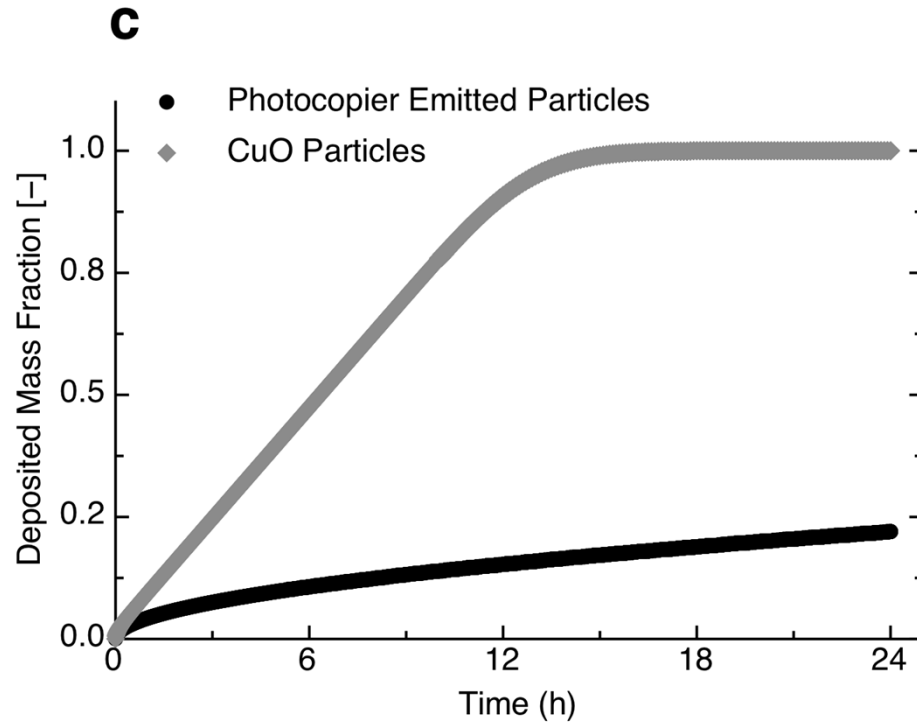 c
Photocopier Emitted Particles
CuO Particles
Deposited Mass Fraction [−]
1.0
0.8
0.5
0.2
0.0
0 6 12 18 24
Time (h)